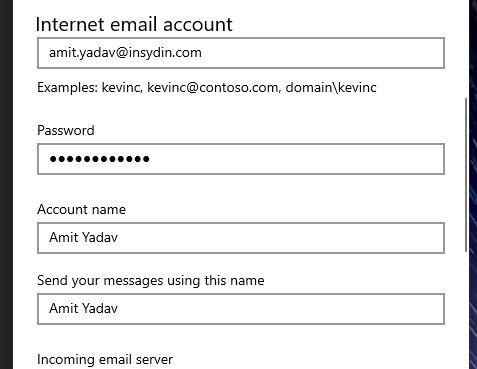 Internet email account
amit.yadav@insydin.com
Examples: kevinc, kevinc@contoso.com, domain\kevinc
Password
●●●●●●●●●●●●
Account name
Amit Yadav
Send your messages using this name
Amit Yadav
Incoming email server